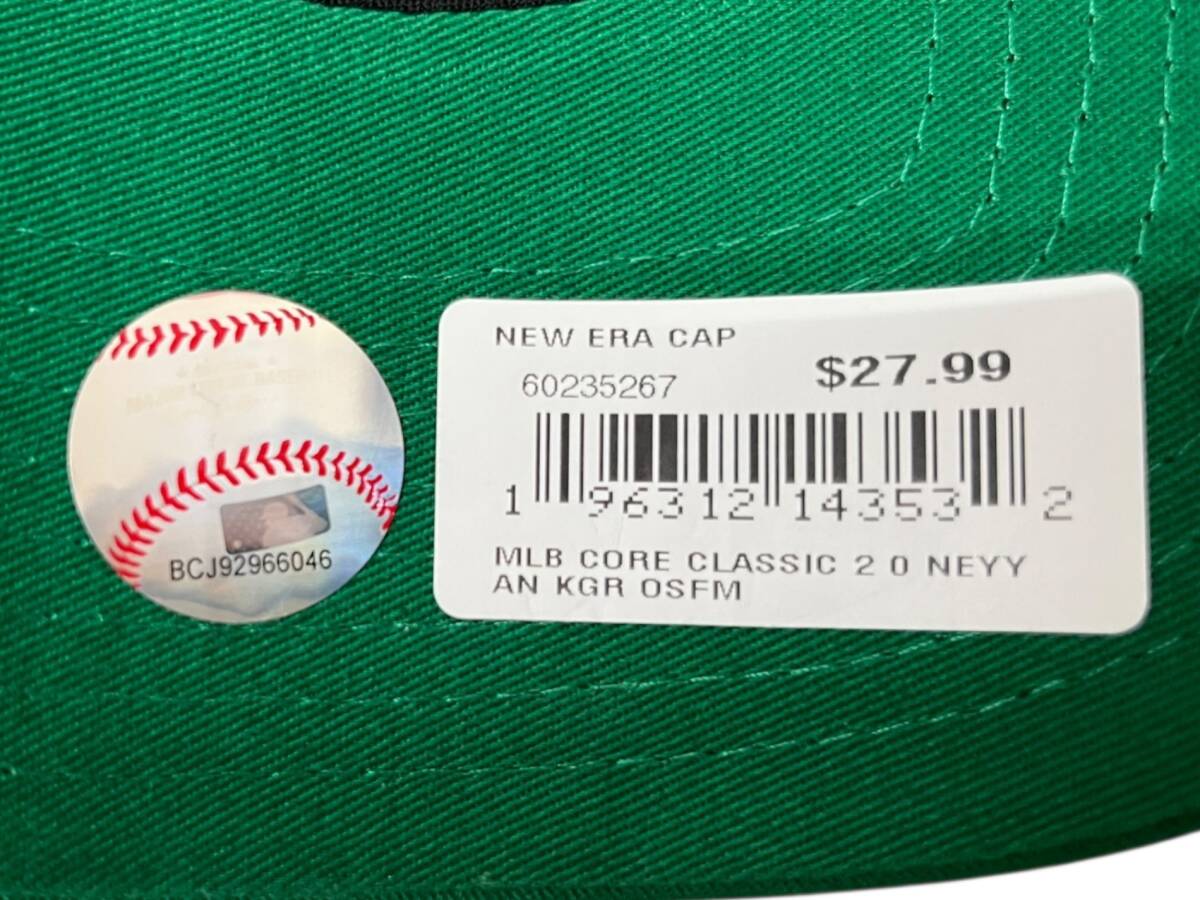 NEW ERA CAP
60235267
$27.99
1 96312 14353 2
MLB CORE CLASSIC 2 0 NEYY
AN KGR OSFM
BCJ92966046